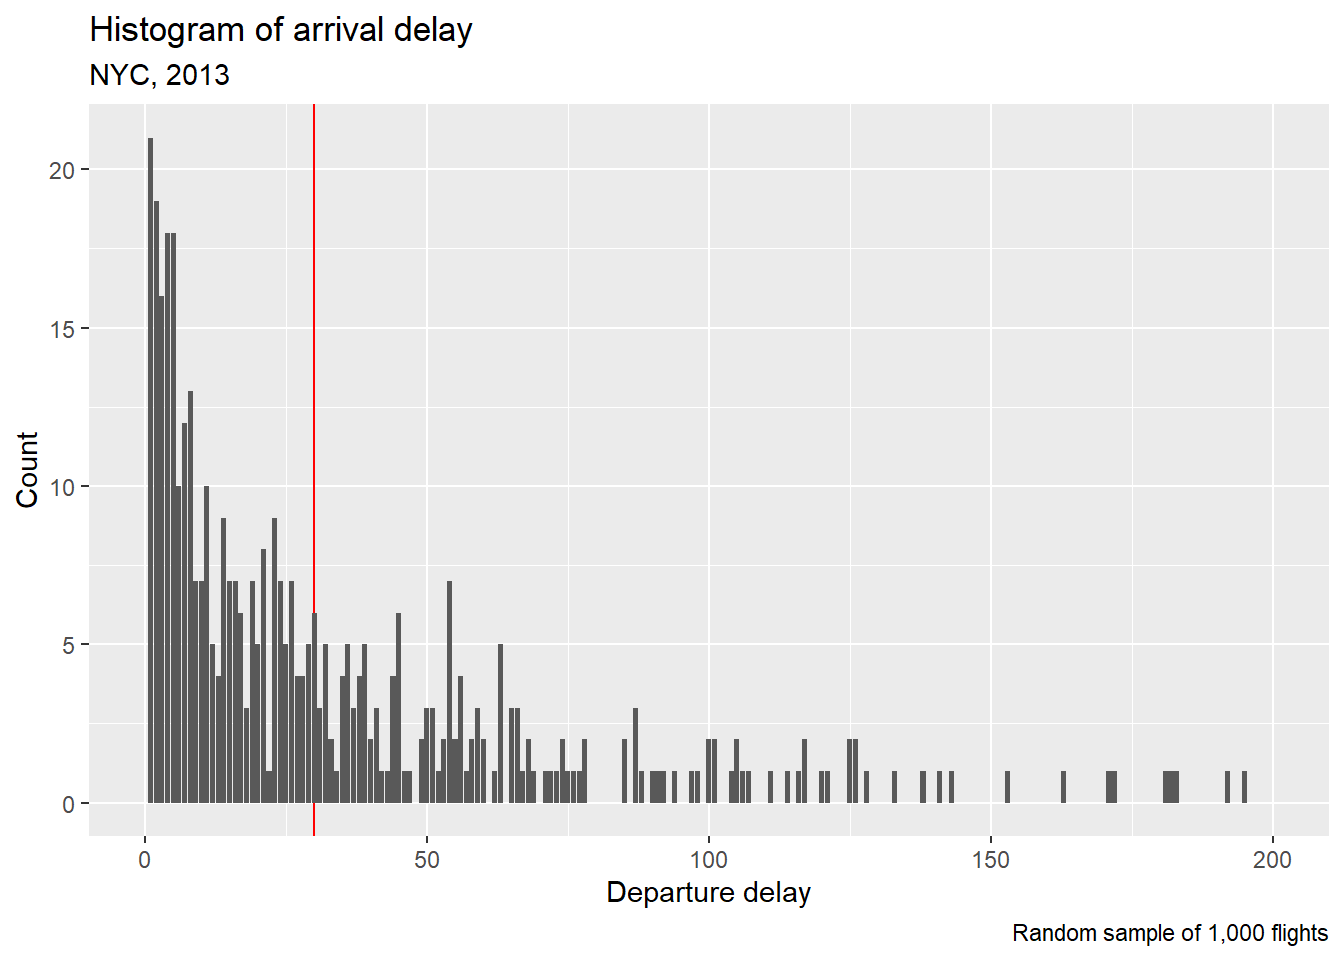 Histogram of arrival delay
NYC, 2013
20
15
10
5
0
Count
0 50 100 150 200
Departure delay
Random sample of 1,000 flights